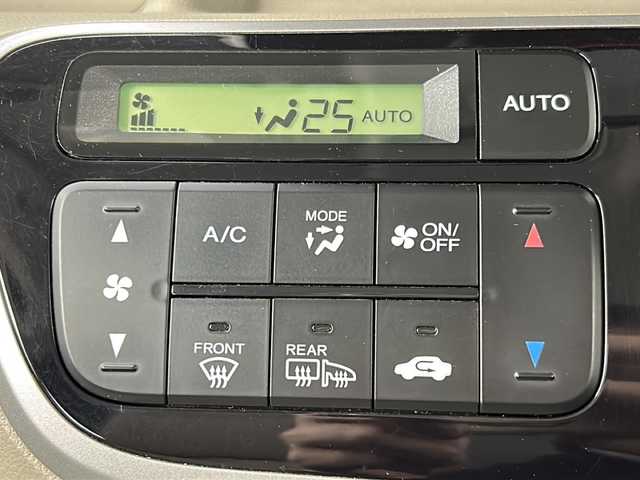 25 AUTO
AUTO
A/C
MODE
ON/
OFF
FRONT
REAR